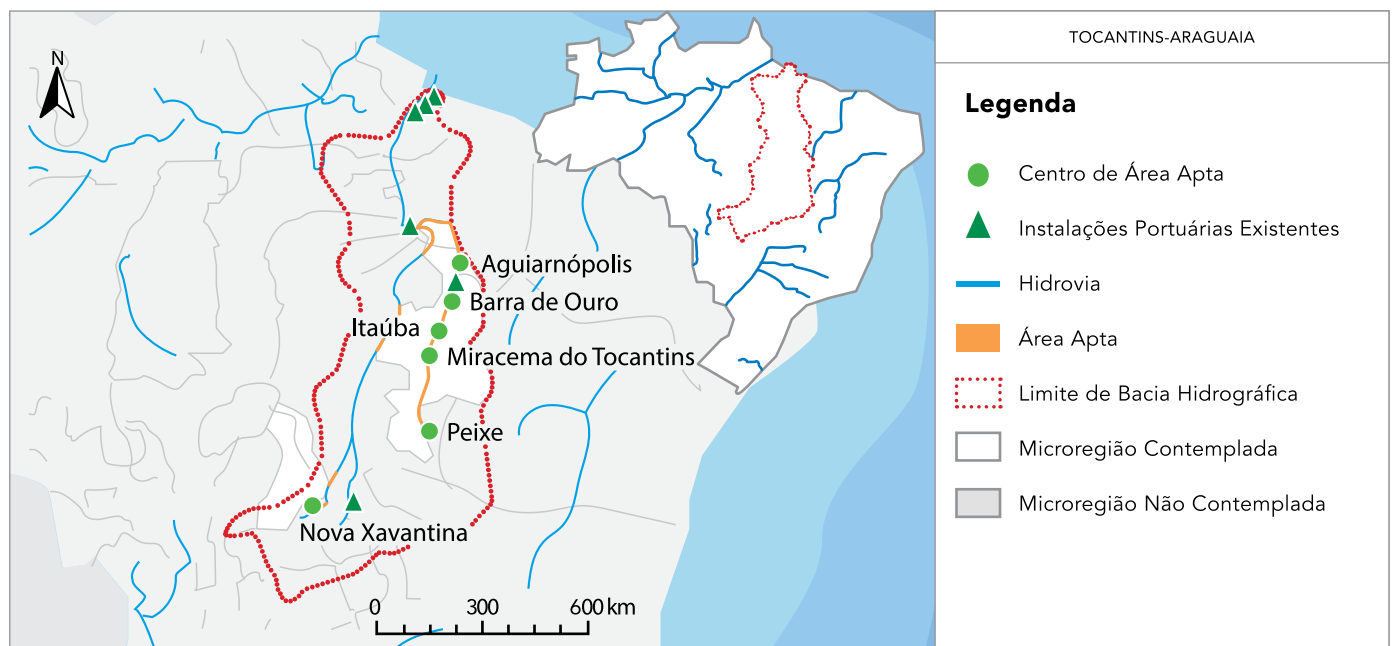 N
Aguiarnópolis
Barra de Ouro
Itaúba
Miracema do Tocantins
Peixe
Nova Xavantina
0 300 600 km
TOCANTINS-ARAGUAIA
Legenda
Centro de Área Apta
Instalações Portuárias Existentes
Hidrovia
Área Apta
Limite de Bacia Hidrográfica
Microregião Contemplada
Microregião Não Contemplada